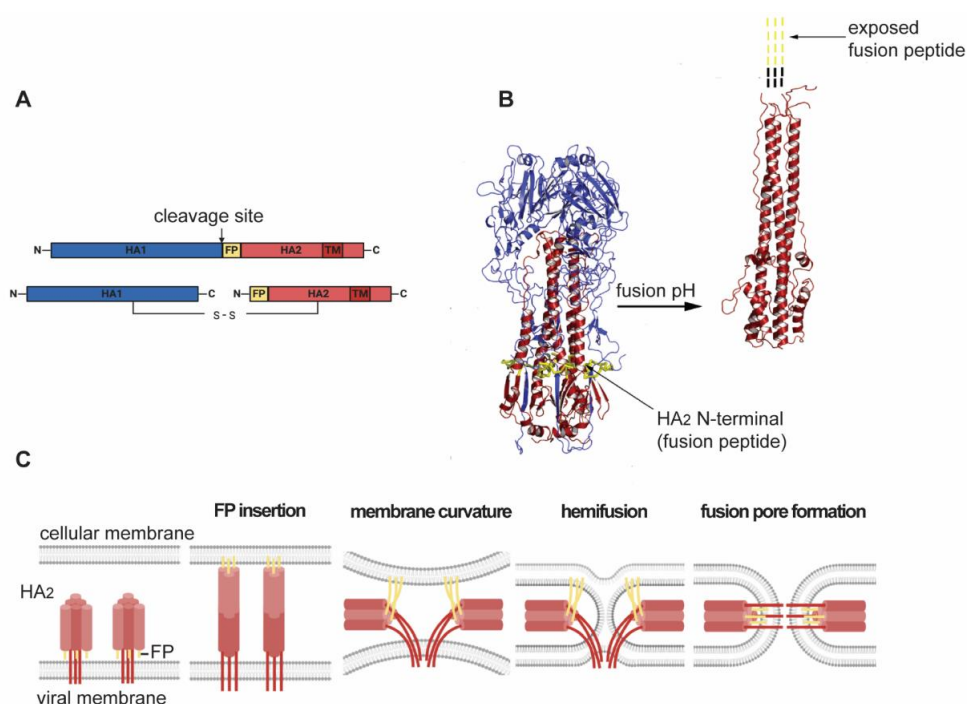 A
cleavage site
N HA1 FP HA2 TM C
N HA1 C N FP HA2 TM C
S - S
B
exposed
fusion peptide
fusion pH
HA2 N-terminal
(fusion peptide)
C
FP insertion
membrane curvature
hemifusion
fusion pore formation
cellular membrane
HA2
FP
viral membrane